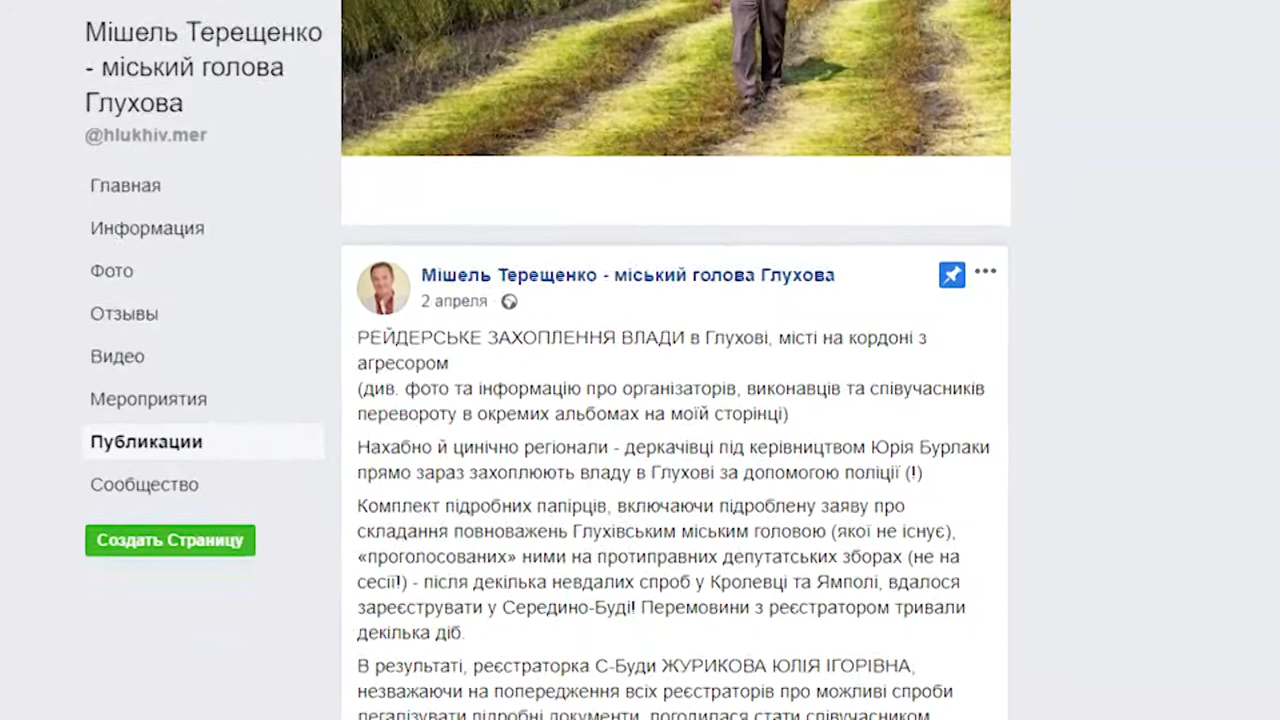 Мішель Терещенко
- міський голова
Глухова
@hlukhiv.mer
Главная
Информация
Фото
Отзывы
Видео
Мероприятия
Публикации
Сообщество
Создать Страницу
Мішель Терещенко - міський голова Глухова
2 апреля
РЕЙДЕРСЬКЕ ЗАХОПЛЕННЯ ВЛАДИ в Глухові, місті на кордоні з
агресором
(див. фото та інформацію про організаторів, виконавців та співучасників
перевороту в окремих альбомах на моїй сторінці)
Нахабно й цинічно регіонали - деркачівці під керівництвом Юрія Бурлаки
прямо зараз захоплюють владу в Глухові за допомогою поліції (!)
Комплект підробних папірців, включаючи підроблену заяву про
складання повноважень Глухівським міським головою (якої не існує),
«проголосованих» ними на протиправних депутатських зборах (не на
сесії!) - після декілька невдалих спроб у Кролевці та Ямполі, вдалося
зареєструвати у Середино-Буді! Перемовини з реєстратором тривали
декілька діб.
В результаті, реєстраторка С-Буди ЖУРИКОВА ЮЛІЯ ІГОРІВНА,
незважаючи на попередження всіх реєстраторів про можливі спроби
легалізувати підробні документи, погодилася стати співучасником